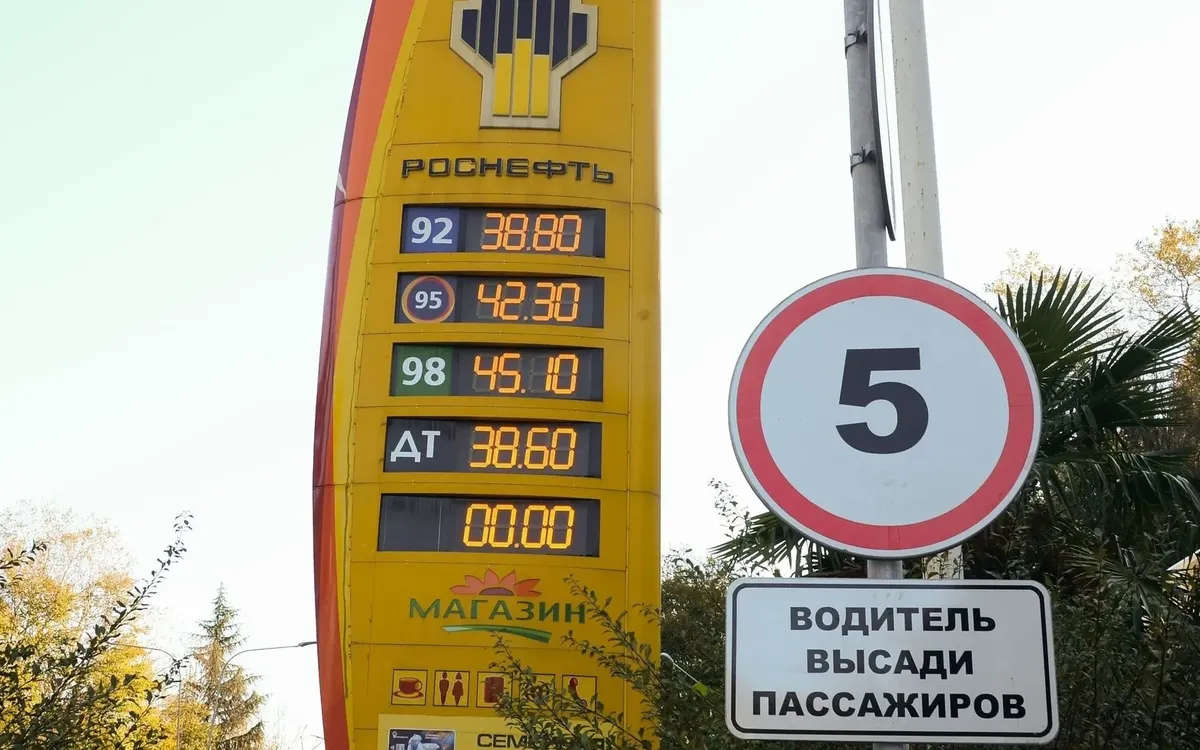 РОСНЕФТЬ
92 38.80
95 42.30
98 45.10
ДТ 38.60
00.00
МАГАЗИН
5
ВОДИТЕЛЬ
ВЫСАДИ
ПАССАЖИРОВ